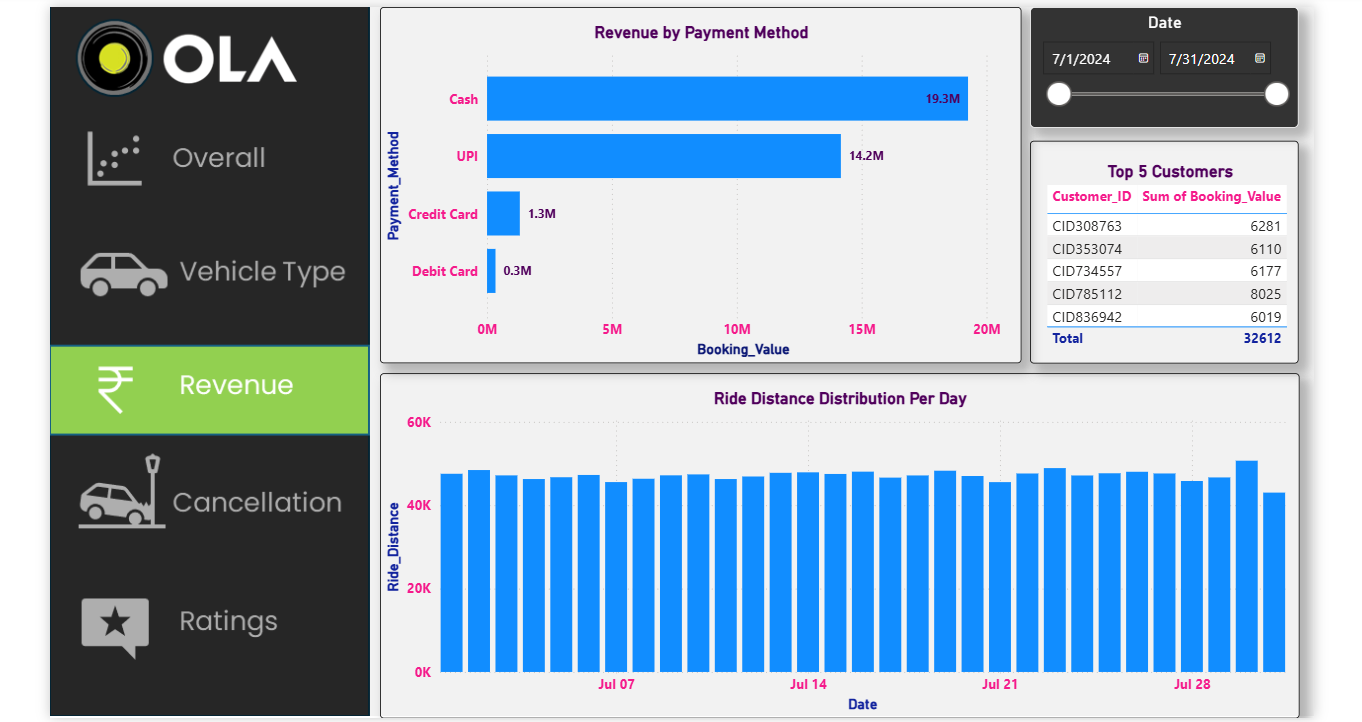 OLA
Overall
Vehicle Type
Revenue
Cancellation
Ratings
Revenue by Payment Method
Payment_Method
Cash
19.3M
UPI
14.2M
Credit Card
1.3M
Debit Card
0.3M
0M 5M 10M 15M 20M
Booking_Value
Date
7/1/2024 7/31/2024
Top 5 Customers
Customer_ID Sum of Booking_Value
CID308763 6281
CID353074 6110
CID734557 6177
CID785112 8025
CID836942 6019
Total 32612
Ride Distance Distribution Per Day
Ride_Distance
60K
40K
20K
0K
Jul 07 Jul 14 Jul 21 Jul 28
Date